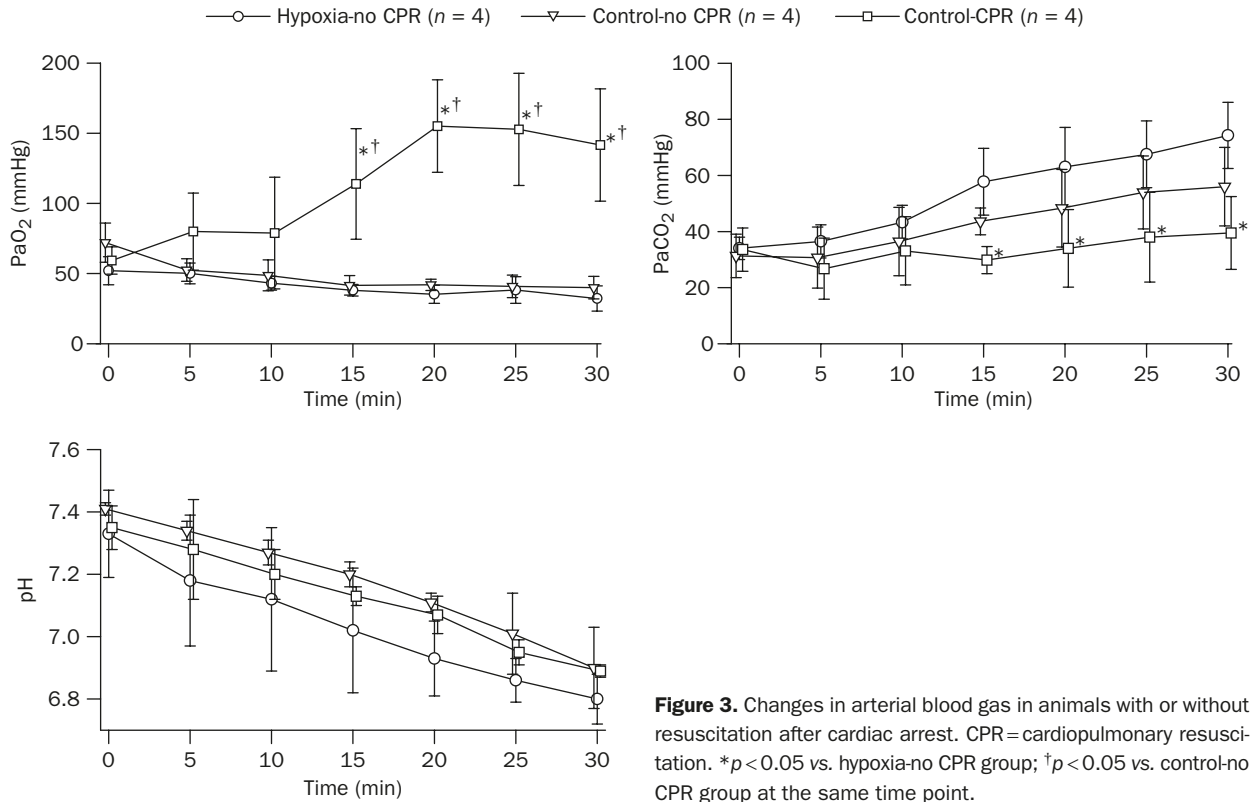 Hypoxia-no CPR (n = 4) Control-no CPR (n = 4) Control-CPR (n = 4)
200
150
100
50
0
PaO2 (mmHg)
*†
*†
*†
*†
0 5 10 15 20 25 30
Time (min)
100
80
60
40
20
0
PaCO2 (mmHg)
*
*
*
*
0 5 10 15 20 25 30
Time (min)
7.6
7.4
7.2
7.0
6.8
pH
0 5 10 15 20 25 30
Time (min)
Figure 3. Changes in arterial blood gas in animals with or without
resuscitation after cardiac arrest. CPR = cardiopulmonary resusci-
tation. *p < 0.05 vs. hypoxia-no CPR group; †p < 0.05 vs. control-no
CPR group at the same time point.